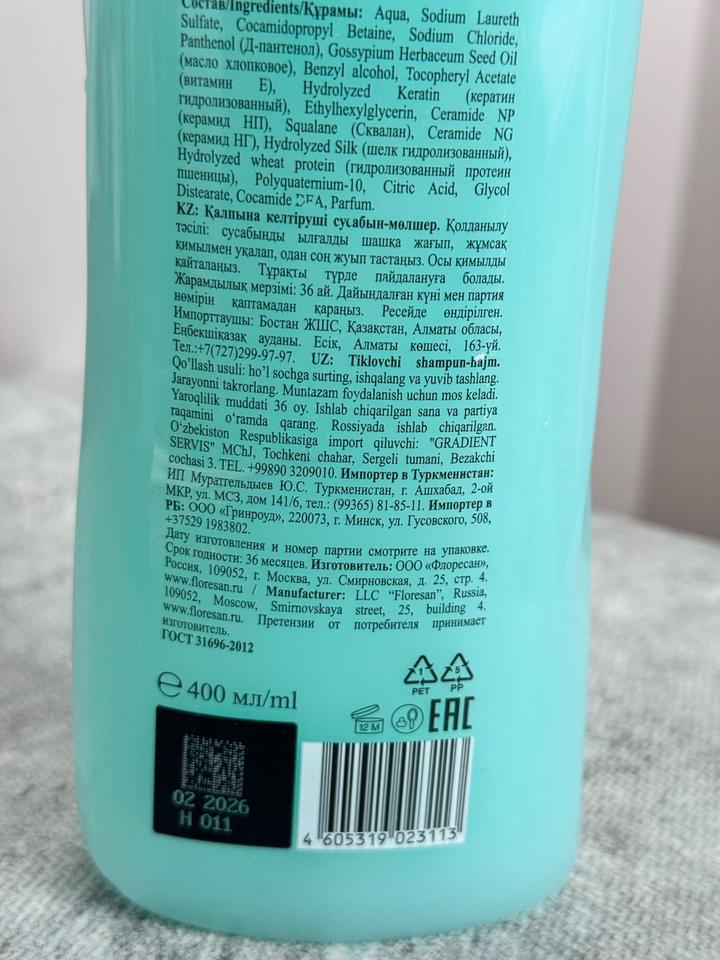 Состав/Ingredients/Құрамы: Aqua, Sodium Laureth
Sulfate, Cocamidopropyl Betaine, Sodium Chloride,
Panthenol (Д-пантенол), Gossypium Herbaceum Seed Oil
(масло хлопковое), Benzyl alcohol, Tocopheryl Acetate
(витамин Е), Hydrolyzed Keratin (кератин
гидролизованный), Ethylhexylglycerin, Ceramide NP
(керамид НП), Squalane (Сквалан), Ceramide NG
(керамид НГ), Hydrolyzed Silk (шелк гидролизованный),
Hydrolyzed wheat protein (гидролизованный протеин
пшеницы), Polyquaternium-10, Citric Acid, Glycol
Distearate, Cocamide DEA, Parfum.
KZ: Қалпына келтіруші сусабын-мөлшер. Қолданылу
тәсілі: сусабынды ылғалды шашқа жағып, жұмсақ
қимылмен уқалап, одан соң жуып тастаңыз. Осы қимылды
қайталаңыз. Тұрақты түрде пайдалануға болады.
Жарамдылық мерзімі: 36 ай. Дайындалған күні мен партия
нөмірін қаптамадан қараңыз. Ресейде өндірілген.
Импорттаушы: Бостан ЖШС, Қазақстан, Алматы облысы,
Еңбекшіқазақ ауданы. Есік, Алматы көшесі, 163-үй.
Тел.:+7(727)299-97-97. UZ: Tiklovchi shampun-hajm.
Qo'llash usuli: ho'l sochga surting, ishqalang va yuvib tashlang.
Jarayonni takrorlang. Muntazam foydalanish uchun mos keladi.
Yaroqlilik muddati 36 oy. Ishlab chiqarilgan sana va partiya
raqamini o'ramda qarang. Rossiyada ishlab chiqarilgan.
O'zbekiston Respublikasiga import qiluvchi: "GRADIENT
SERVIS" MChJ, Tochkent chahar, Sergeli tumani, Bezakchi
cochasi 3. TEL. +99890 3209010. Импортер в Туркменистан:
ИП Мурaтгельдыев Ю.С. Туркменистан, г. Ашхабад, 2-ой
МКР, ул. МСЗ, дом 141/6, тел.: (99365) 81-85-11. Импортер в
РБ: ООО «Гринроуд», 220073, г. Минск, ул. Гусовского, 508,
+37529 1983802.
Дату изготовления и номер партии смотрите на упаковке.
Срок годности: 36 месяцев. Изготовитель: ООО «Флоресан»,
Россия, 109052, г. Москва, ул. Смирновская, д. 25, стр. 4.
www.floresan.ru / Manufacturer: LLC “Floresan”, Russia,
109052, Moscow, Smirnovskaya street, 25, building 4.
www.floresan.ru. Претензии от потребителя принимает
изготовитель.
ГОСТ 31696-2012
℮ 400 мл/ml
1 5
PET PP
12 M EAC
02 2026
H 011
4 605319 023113